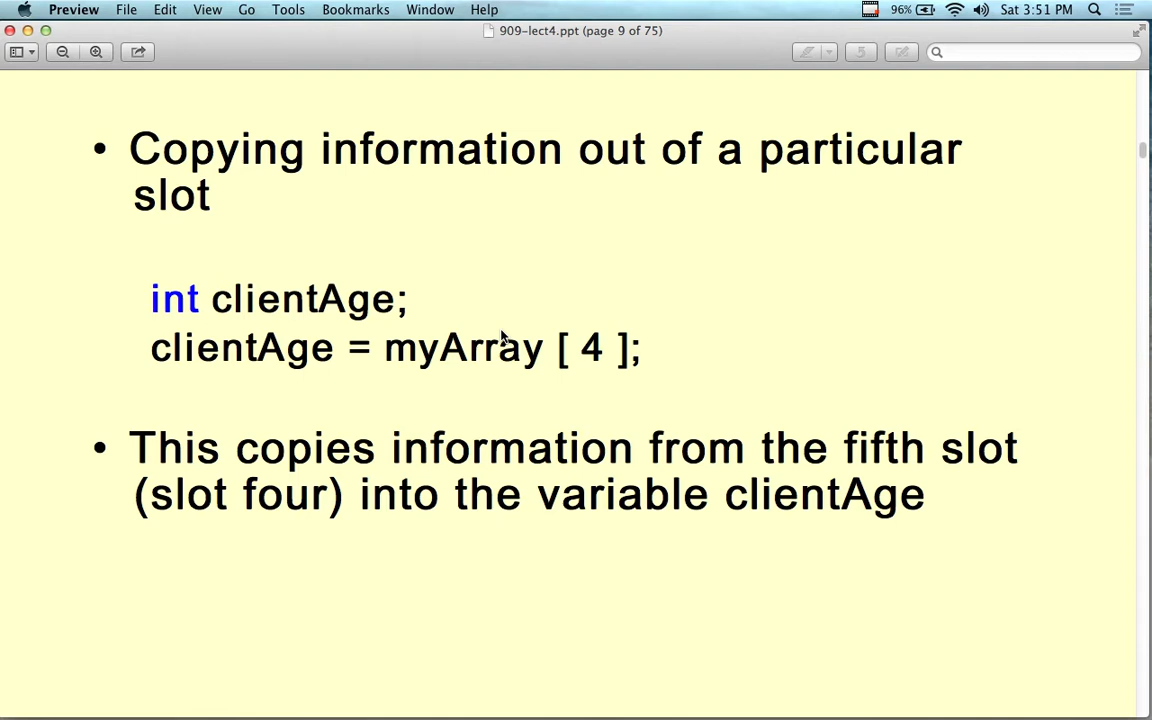 Preview File Edit View Go Tools Bookmarks Window Help 96% Sat 3:51 PM
909-lect4.ppt (page 9 of 75)
• Copying information out of a particular
slot
int clientAge;
clientAge = myArray [ 4 ];
• This copies information from the fifth slot
(slot four) into the variable clientAge